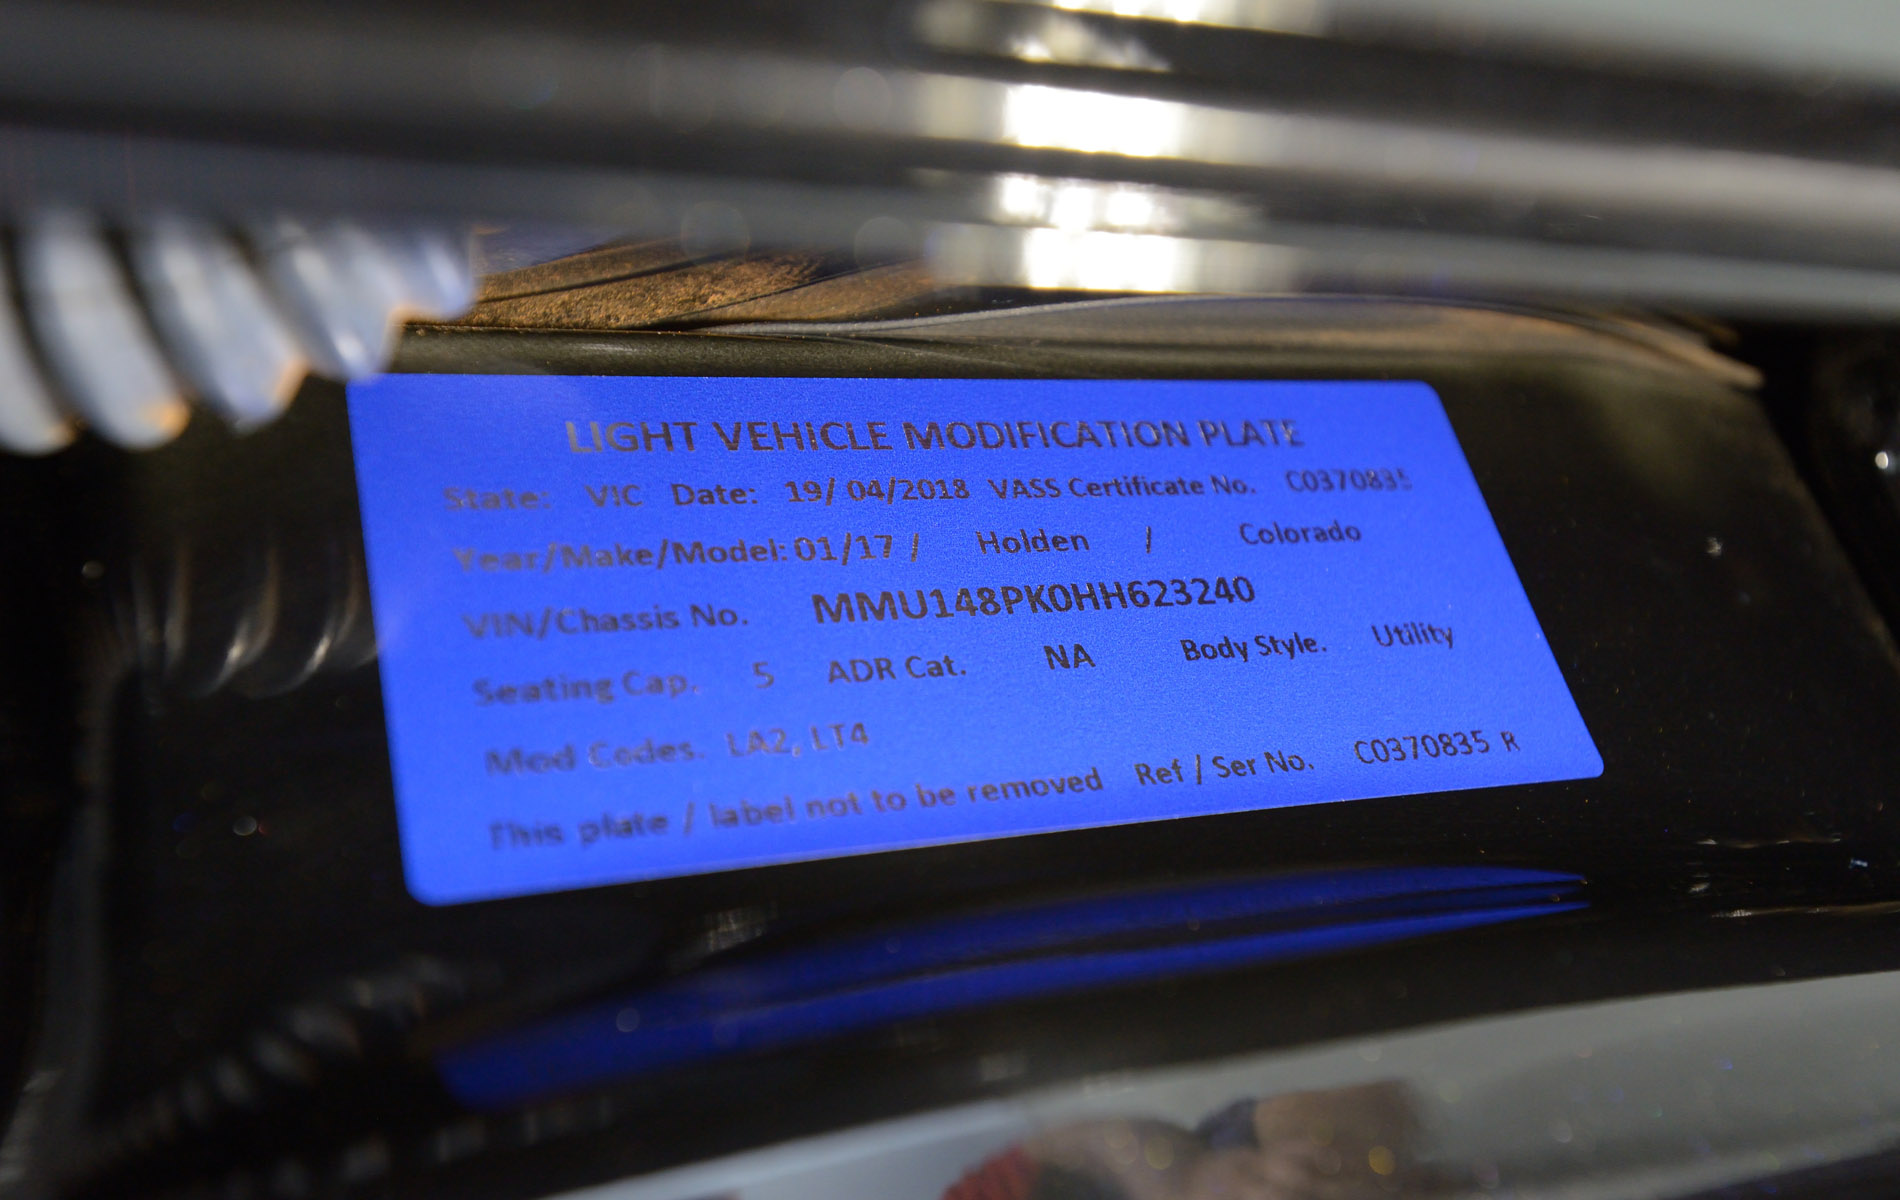 LIGHT VEHICLE MODIFICATION PLATE
State: VIC Date: 19/ 04/2018 VASS Certificate No. C0370835
Year/Make/Model: 01/17 / Holden / Colorado
VIN/Chassis No. MMU148PK0HH623240
Seating Cap. 5 ADR Cat. NA Body Style. Utility
Mod Codes. LA2, LT4
This plate / label not to be removed Ref / Ser No. C0370835 R